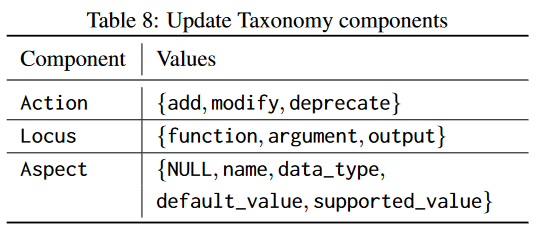 Table 8: Update Taxonomy components
Component Values
Action {add, modify, deprecate}
Locus {function, argument, output}
Aspect {NULL, name, data_type,
default_value, supported_value}